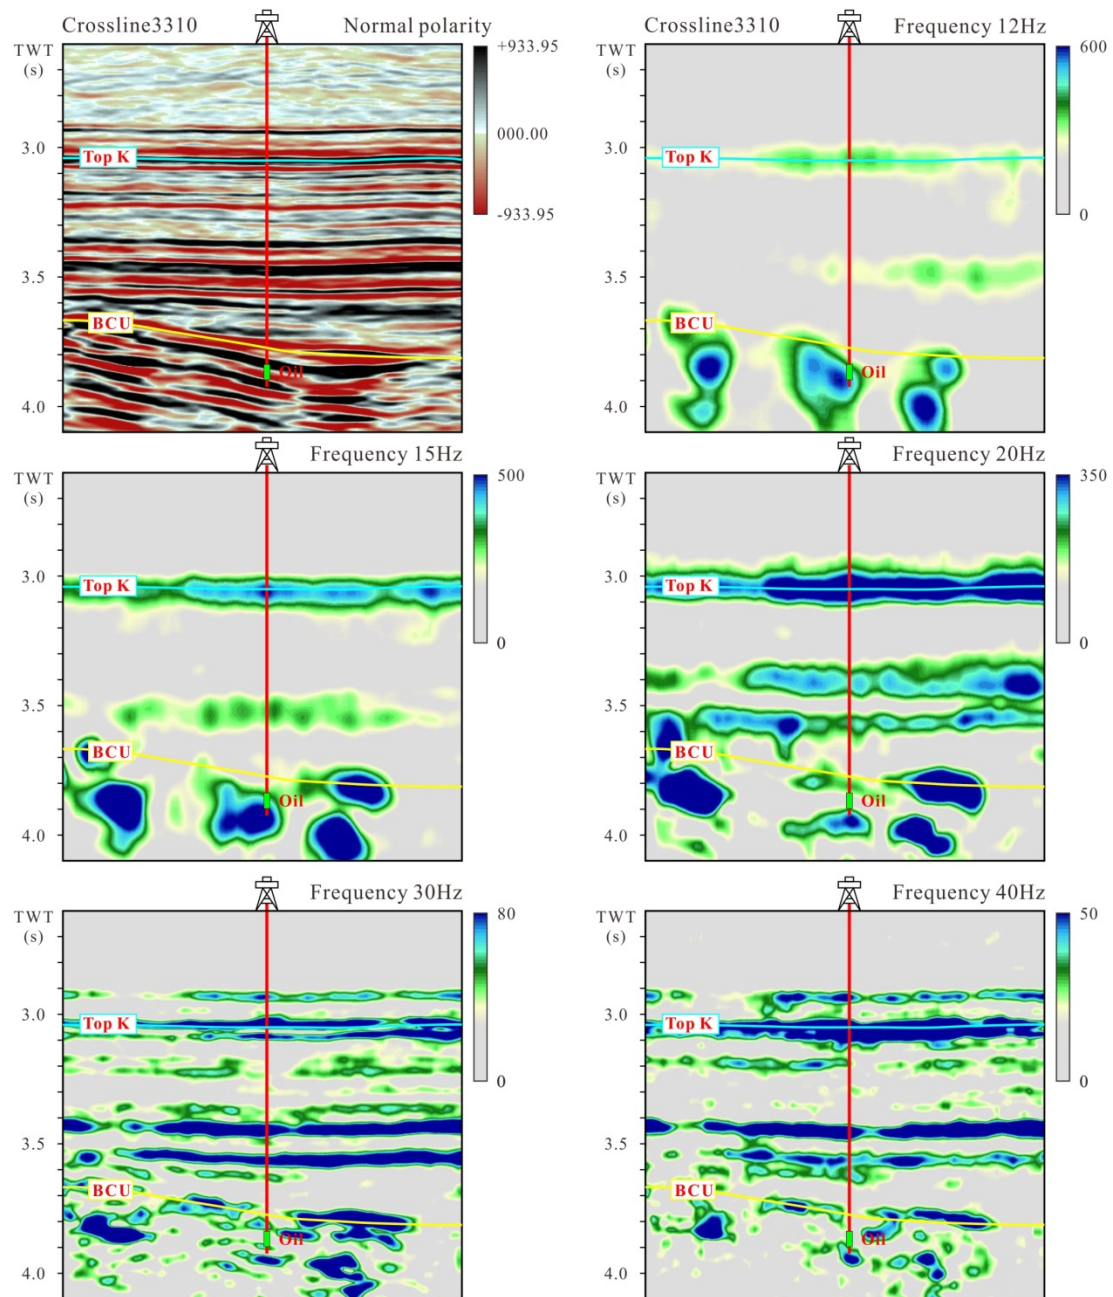 Crossline3310 Normal polarity
TWT
(s)
+933.95
000.00
-933.95
3.0
3.5
4.0
Top K
BCU
Oil
Crossline3310 Frequency 12Hz
TWT
(s)
600
0
3.0
3.5
4.0
Top K
BCU
Oil
Frequency 15Hz
TWT
(s)
500
0
3.0
3.5
4.0
Top K
BCU
Oil
Frequency 20Hz
TWT
(s)
350
0
3.0
3.5
4.0
Top K
BCU
Oil
Frequency 30Hz
TWT
(s)
80
0
3.0
3.5
4.0
Top K
BCU
Oil
Frequency 40Hz
TWT
(s)
50
0
3.0
3.5
4.0
Top K
BCU
Oil